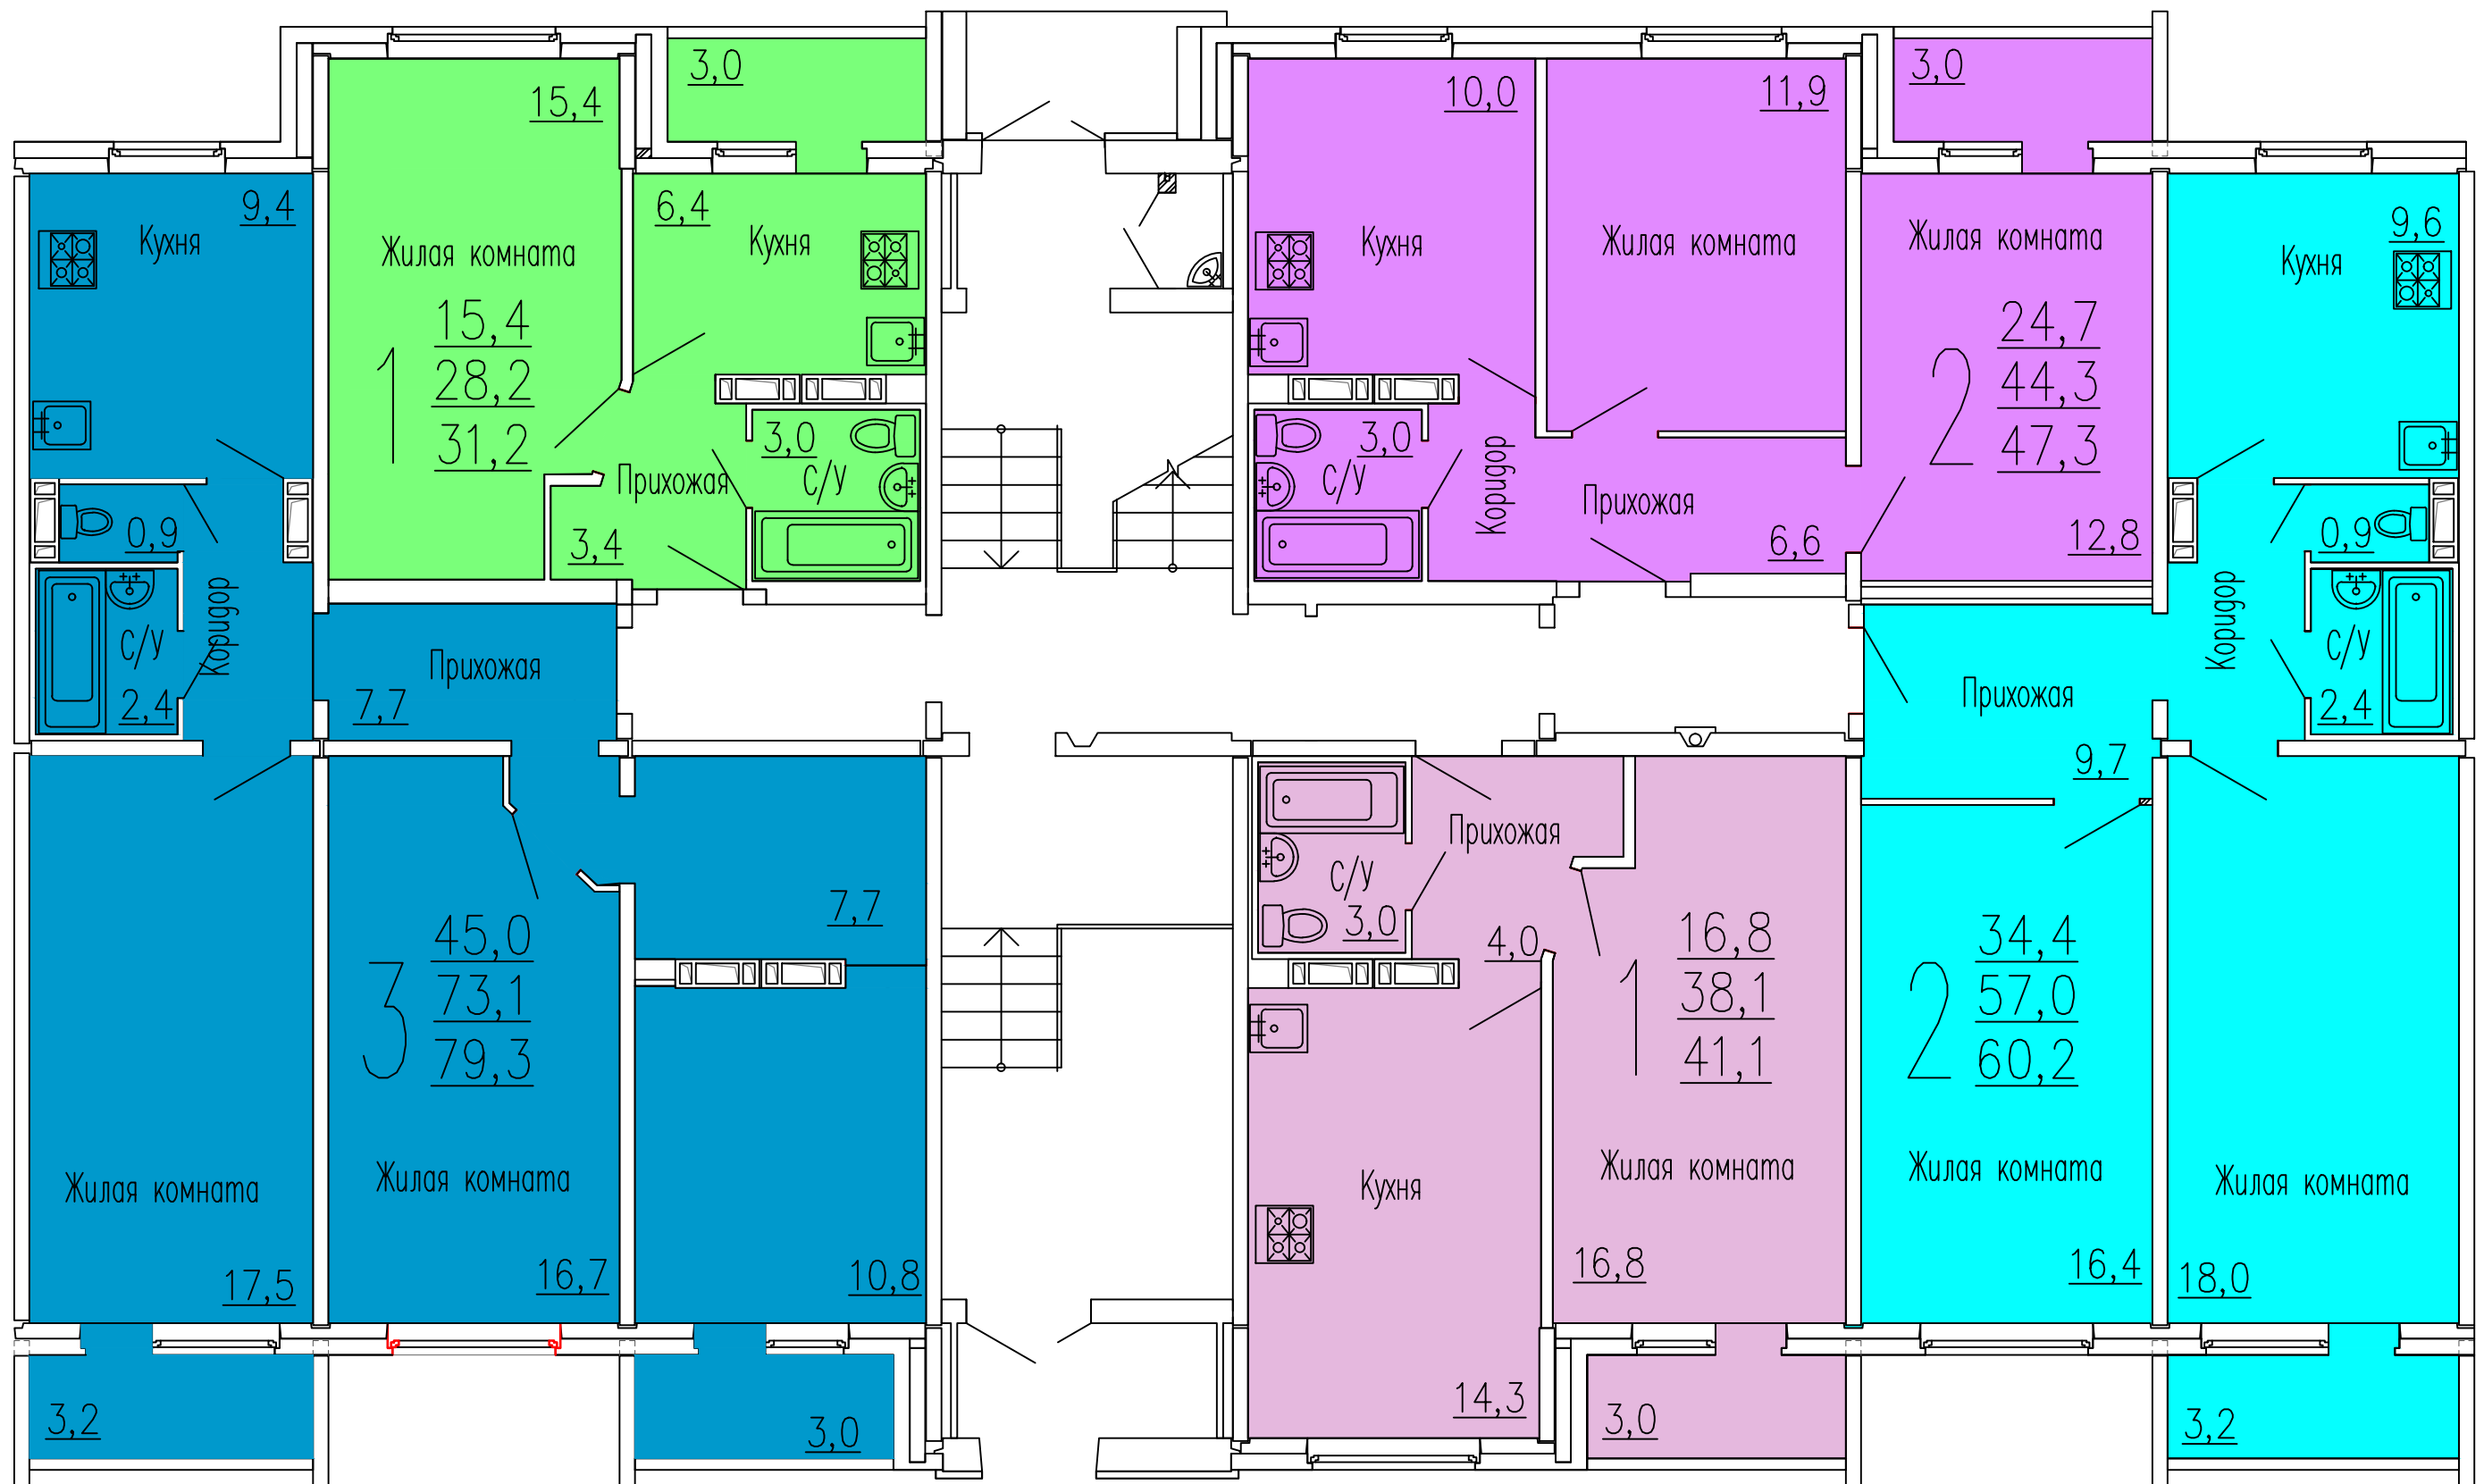 9,4
Кухня
0,9
С/У
2,4
Коридор
Прихожая
7,7
7,7
3
45,0
73,1
79,3
Жилая комната
17,5
Жилая комната
16,7
10,8
3,2
3,0
15,4
Жилая комната
1
15,4
28,2
31,2
3,0
6,4
Кухня
3,0
С/У
Прихожая
3,4
10,0
Кухня
11,9
Жилая комната
3,0
Жилая комната
2
24,7
44,3
47,3
12,8
3,0
С/У
Коридор
Прихожая
6,6
9,6
Кухня
0,9
С/У
2,4
Коридор
Прихожая
9,7
2
34,4
57,0
60,2
Жилая комната
16,4
Жилая комната
18,0
3,2
Прихожая
С/У
3,0
4,0
1
16,8
38,1
41,1
Кухня
14,3
Жилая комната
16,8
3,0